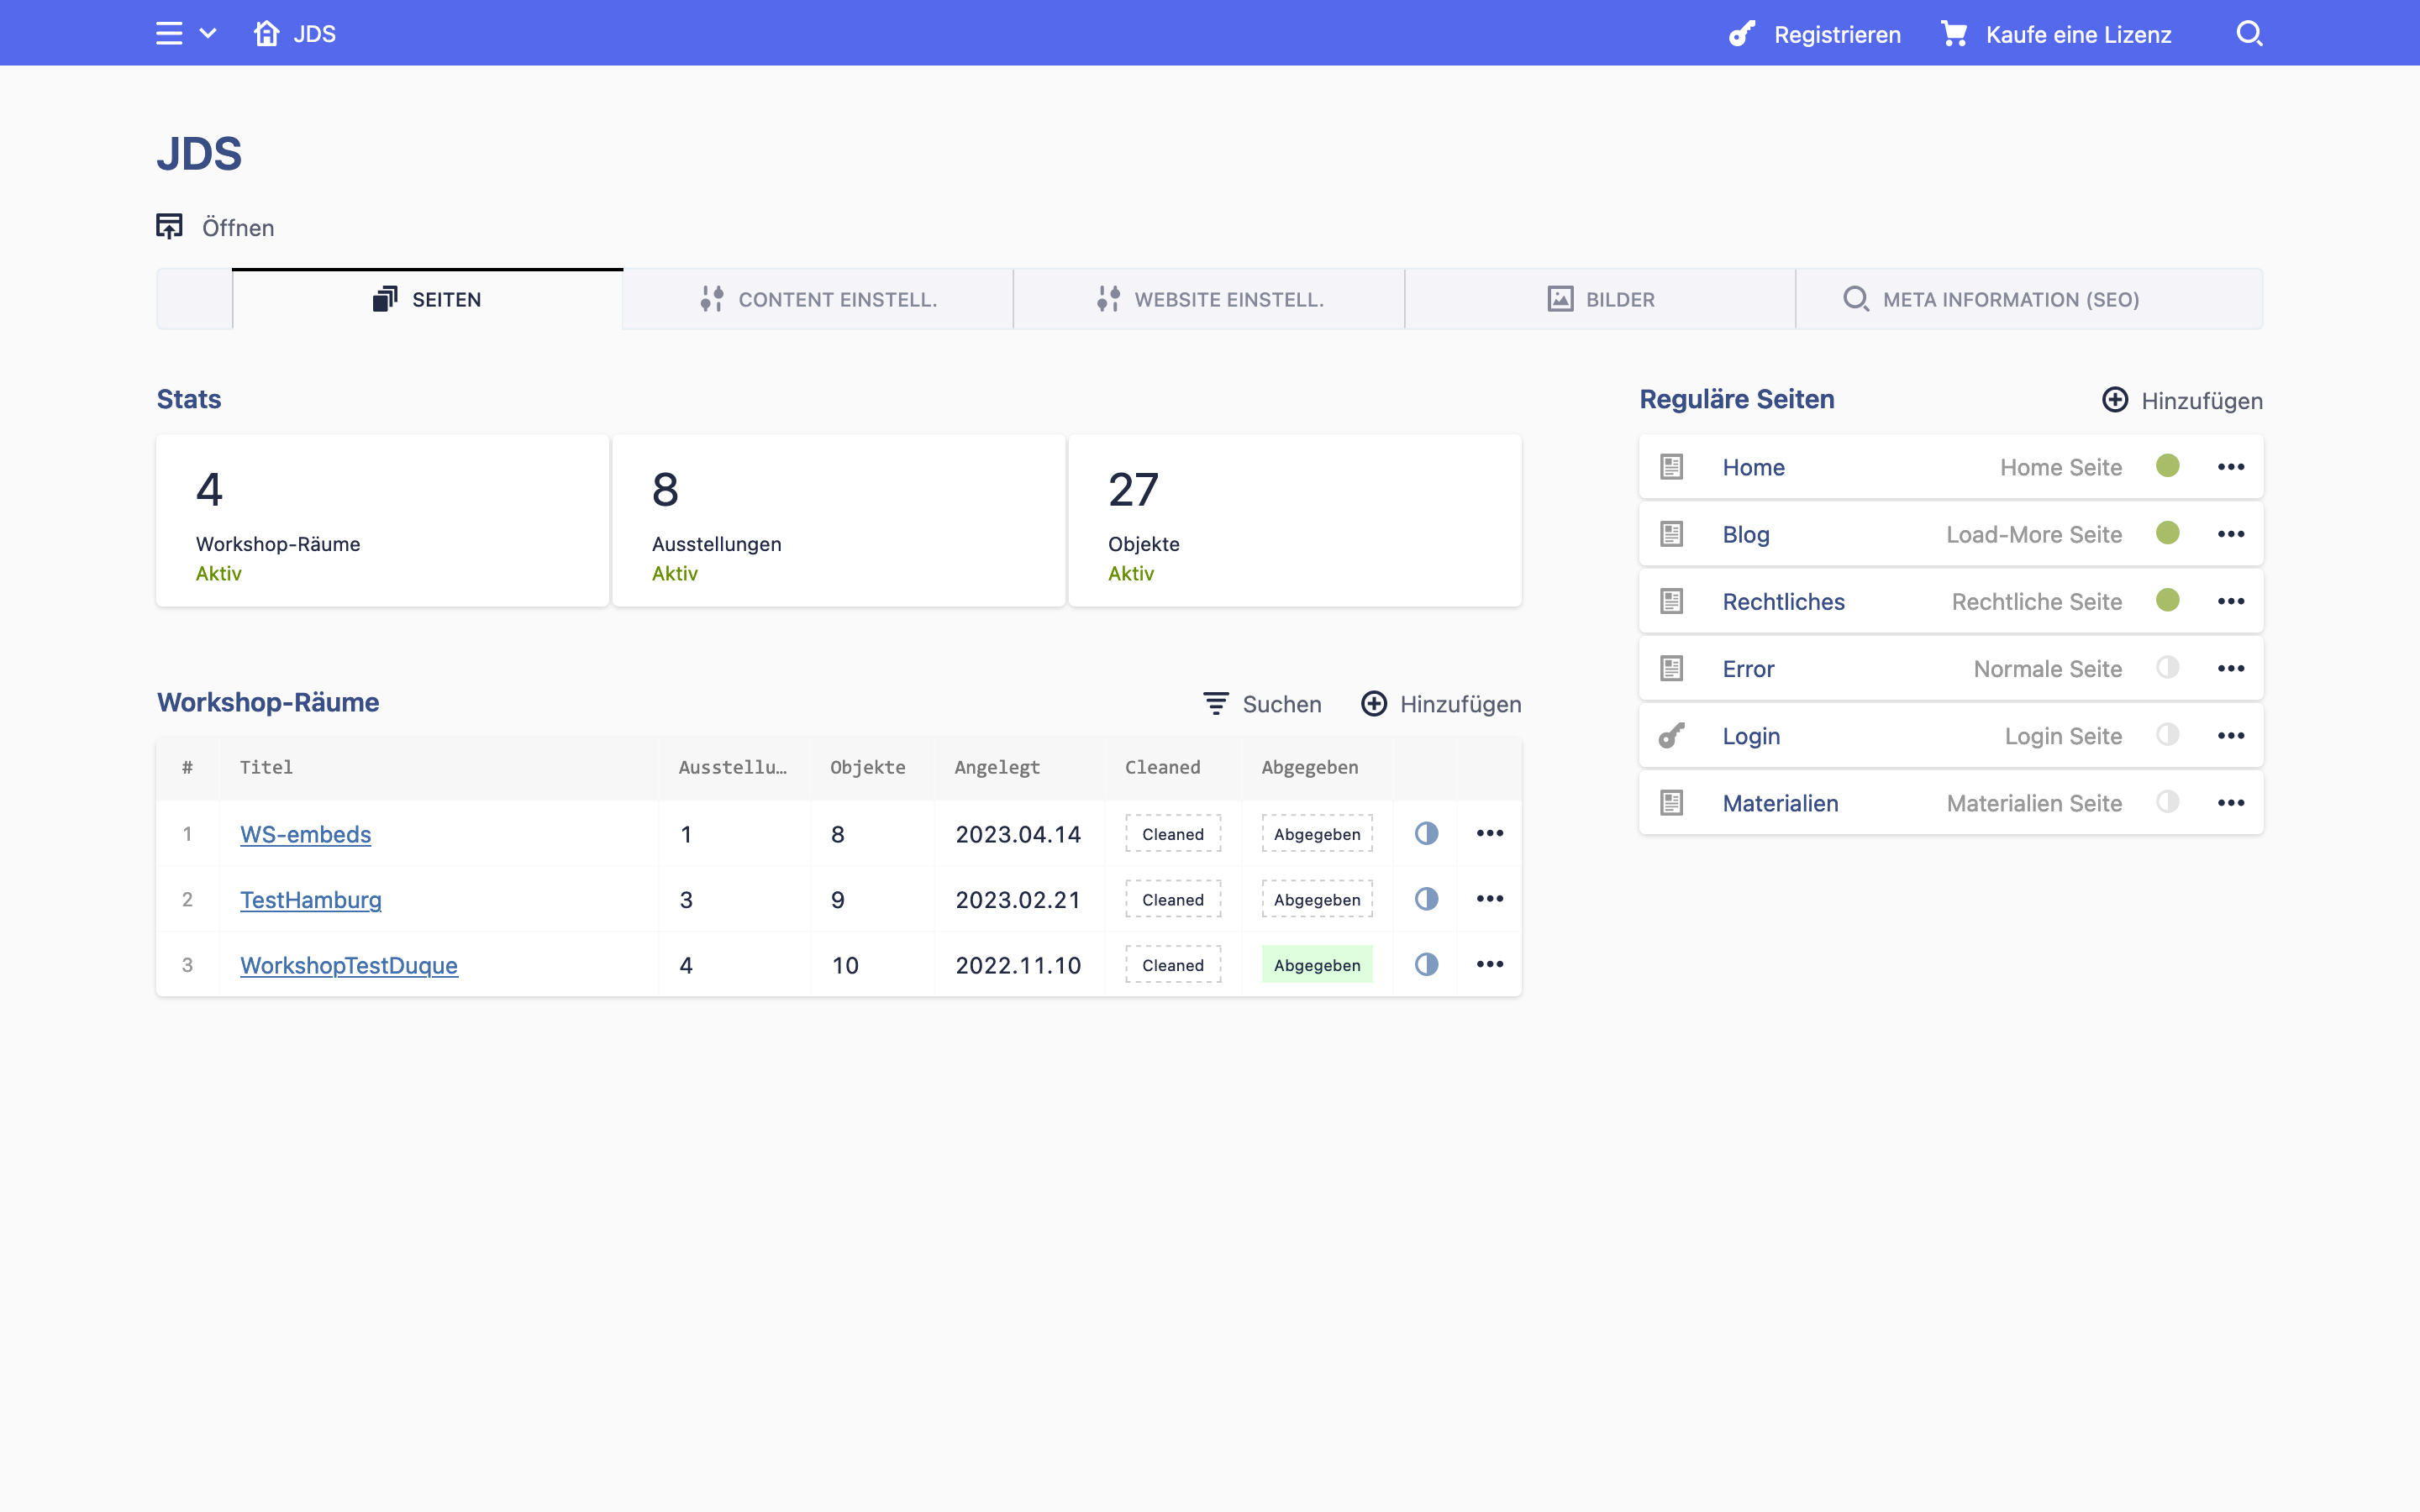 JDS
Registrieren
Kaufe eine Lizenz
JDS
Öffnen
SEITEN
CONTENT EINSTELL.
WEBSITE EINSTELL.
BILDER
META INFORMATION (SEO)
Stats
4
Workshop-Räume
Aktiv
8
Ausstellungen
Aktiv
27
Objekte
Aktiv
Workshop-Räume
Suchen
Hinzufügen
# Titel Ausstellu… Objekte Angelegt Cleaned Abgegeben
1 WS-embeds 1 8 2023.04.14 Cleaned Abgegeben
2 TestHamburg 3 9 2023.02.21 Cleaned Abgegeben
3 WorkshopTestDuque 4 10 2022.11.10 Cleaned Abgegeben
Reguläre Seiten
Hinzufügen
Home Home Seite
Blog Load-More Seite
Rechtliches Rechtliche Seite
Error Normale Seite
Login Login Seite
Materialien Materialien Seite